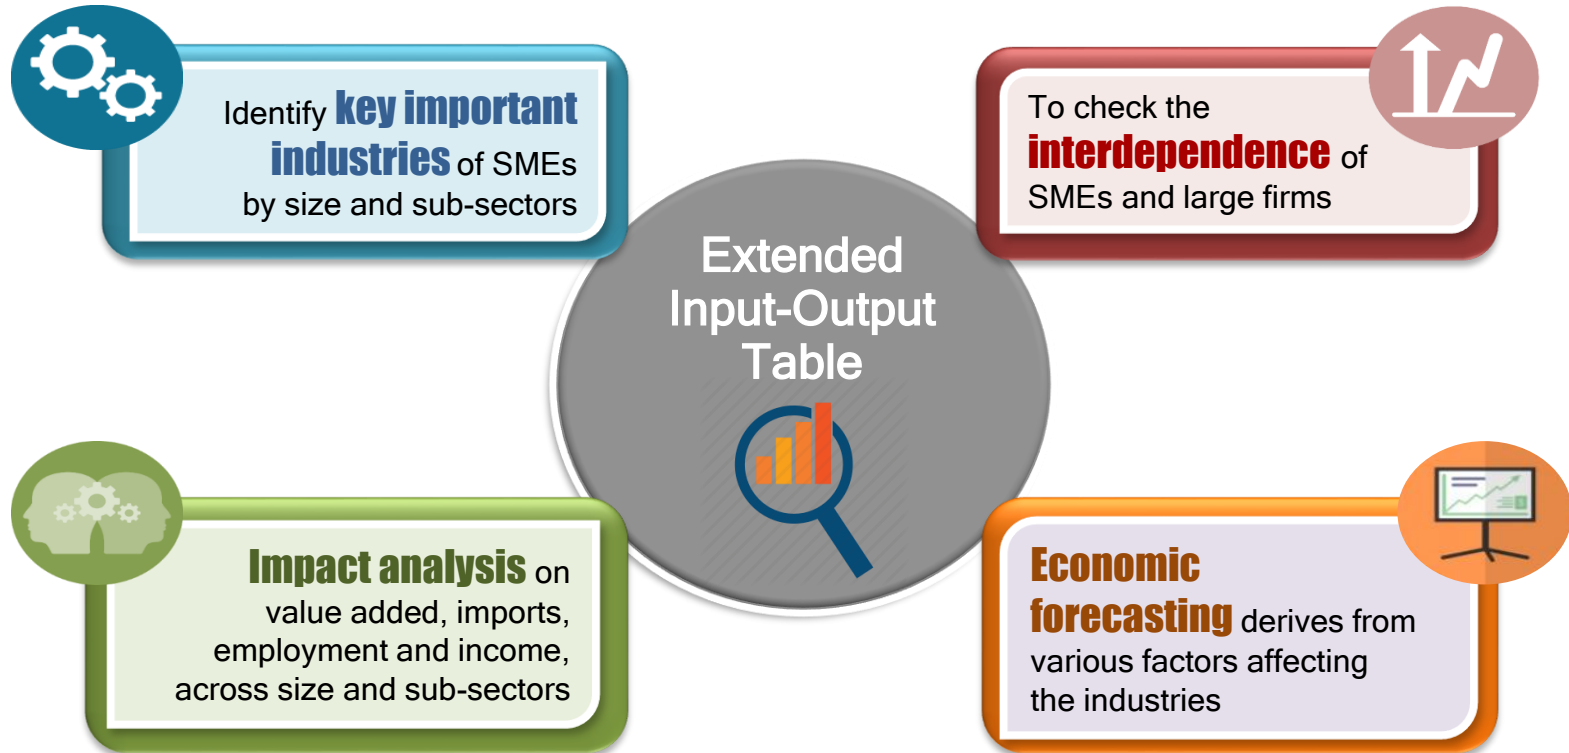 Identify key important
industries of SMEs
by size and sub-sectors
To check the
interdependence of
SMEs and large firms
Extended
Input-Output
Table
Impact analysis on
value added, imports,
employment and income,
across size and sub-sectors
Economic
forecasting derives from
various factors affecting
the industries